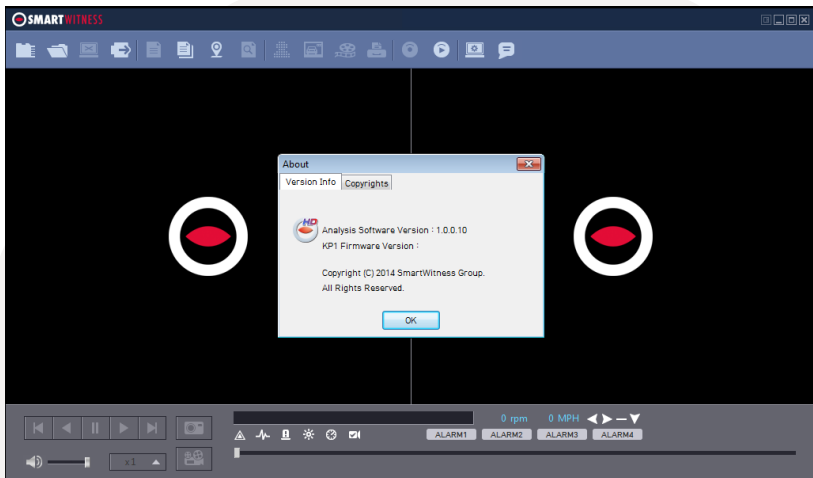 SMARTWITNESS
About
Version Info Copyrights
HD
Analysis Software Version : 1.0.0.10
KP1 Firmware Version :
Copyright (C) 2014 SmartWitness Group.
All Rights Reserved.
OK
0 rpm 0 MPH
ALARM1 ALARM2 ALARM3 ALARM4
x1